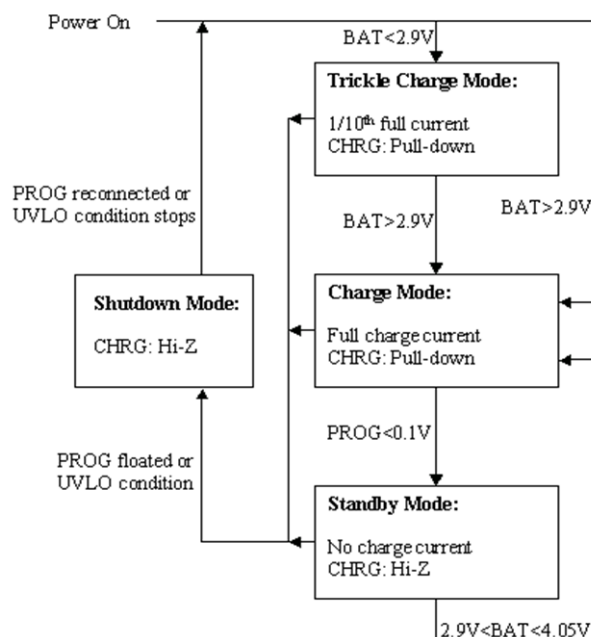 Power On
BAT<2.9V
Trickle Charge Mode:
1/10th full current
CHRG: Pull-down
PROG reconnected or
UVLO condition stops
BAT>2.9V
BAT>2.9V
Shutdown Mode:
CHRG: Hi-Z
Charge Mode:
Full charge current
CHRG: Pull-down
PROG<0.1V
PROG floated or
UVLO condition
Standby Mode:
No charge current
CHRG: Hi-Z
2.9V<BAT<4.05V